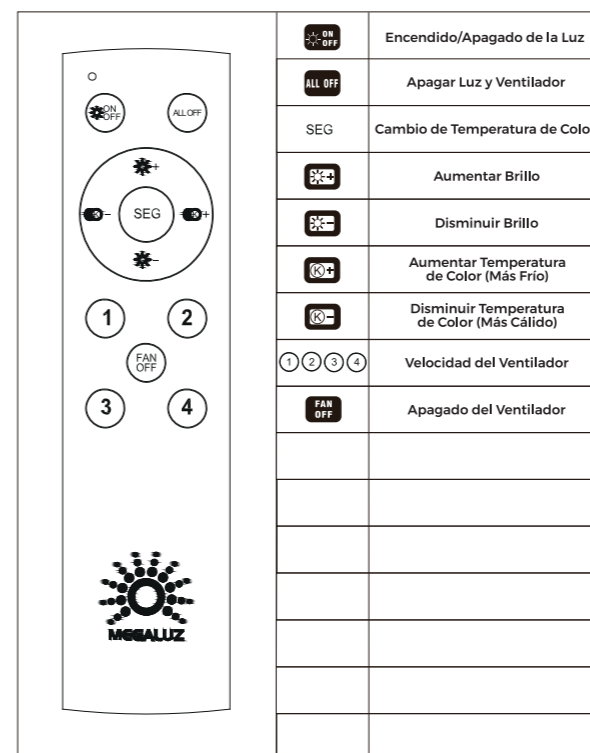 ON
OFF
ALL OFF
+
- SEG +
-
1 2
FAN
OFF
3 4
MEGALUZ
ON
OFF
Encendido/Apagado de la Luz
ALL OFF Apagar Luz y Ventilador
SEG Cambio de Temperatura de Colo
+ Aumentar Brillo
- Disminuir Brillo
K+ Aumentar Temperatura
de Color (Más Frío)
K- Disminuir Temperatura
de Color (Más Cálido)
1 2 3 4 Velocidad del Ventilador
FAN
OFF
Apagado del Ventilador